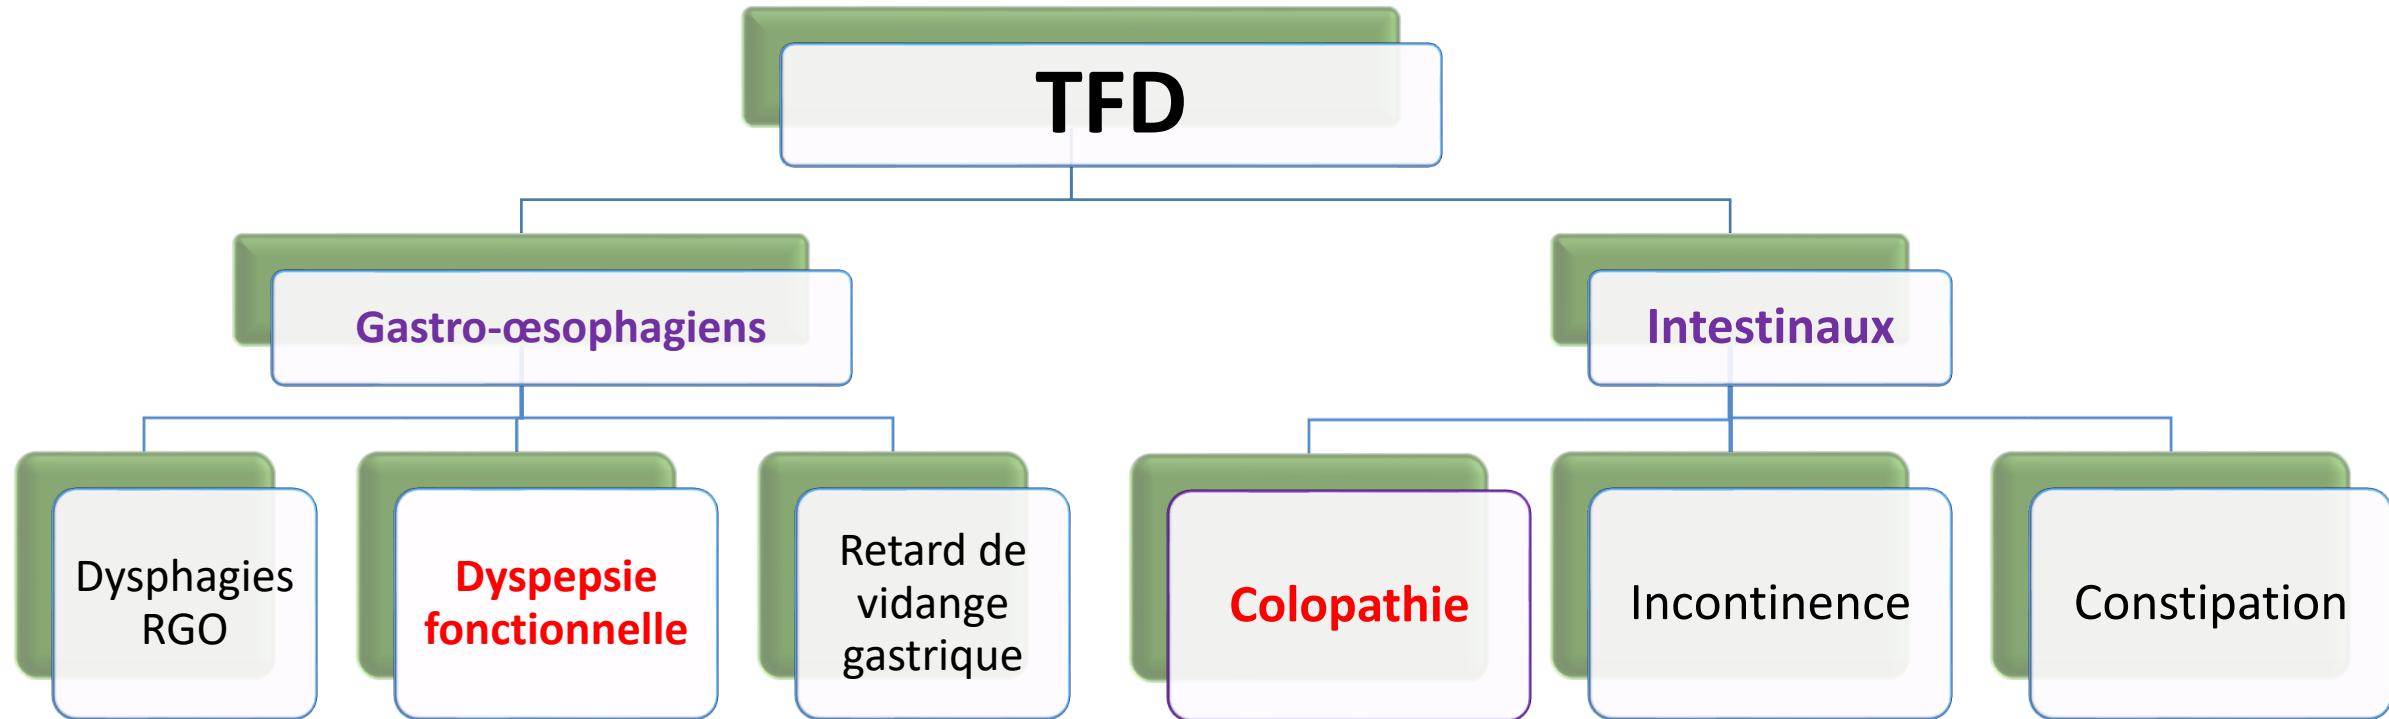 TFD
Gastro-œsophagiens
Intestinaux
Dysphagies
RGO
Dyspepsie
fonctionnelle
Retard de
vidange
gastrique
Colopathie
Incontinence
Constipation